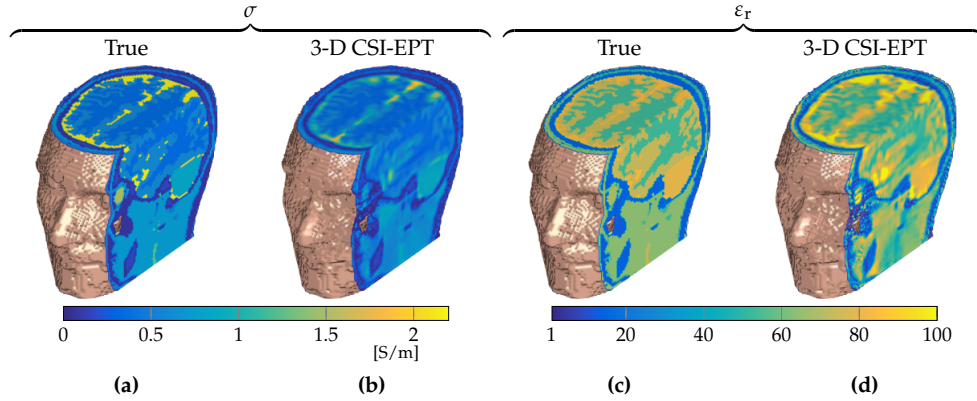 σ
ε_r
True
3-D CSI-EPT
True
3-D CSI-EPT
0 0.5 1 1.5 2
[S/m]
1 20 40 60 80 100
(a)
(b)
(c)
(d)